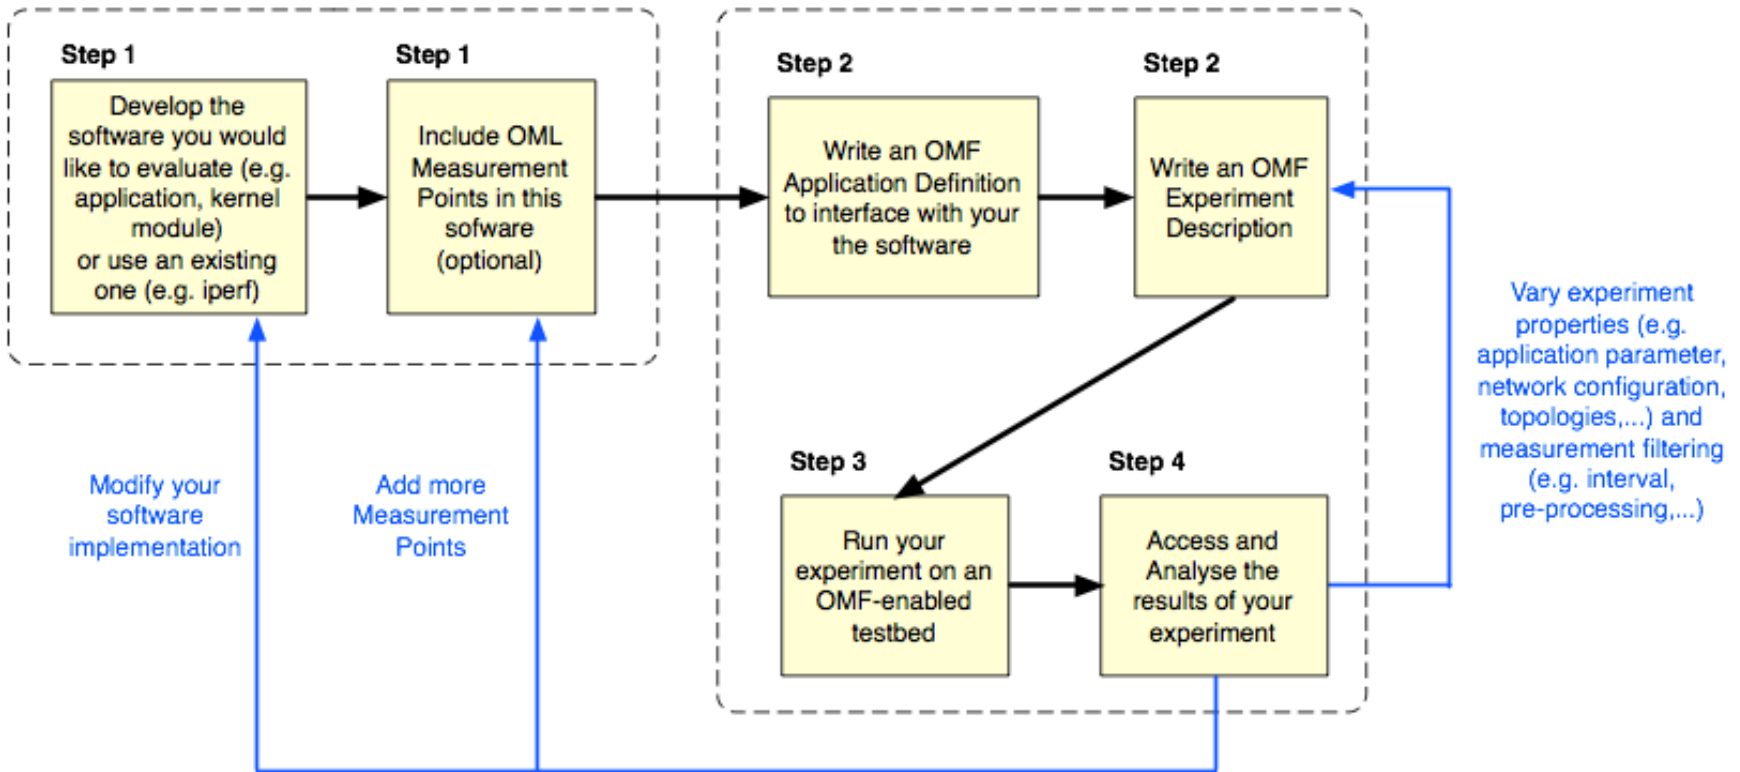 Step 1
Develop the
software you would
like to evaluate (e.g.
application, kernel
module)
or use an existing
one (e.g. iperf)
Step 1
Include OML
Measurement
Points in this
sofware
(optional)
Step 2
Write an OMF
Application Definition
to interface with your
the software
Step 2
Write an OMF
Experiment
Description
Vary experiment
properties (e.g.
application parameter,
network configuration,
topologies,...) and
measurement filtering
(e.g. interval,
pre-processing,...)
Step 3
Run your
experiment on an
OMF-enabled
testbed
Step 4
Access and
Analyse the
results of your
experiment
Modify your
software
implementation
Add more
Measurement
Points